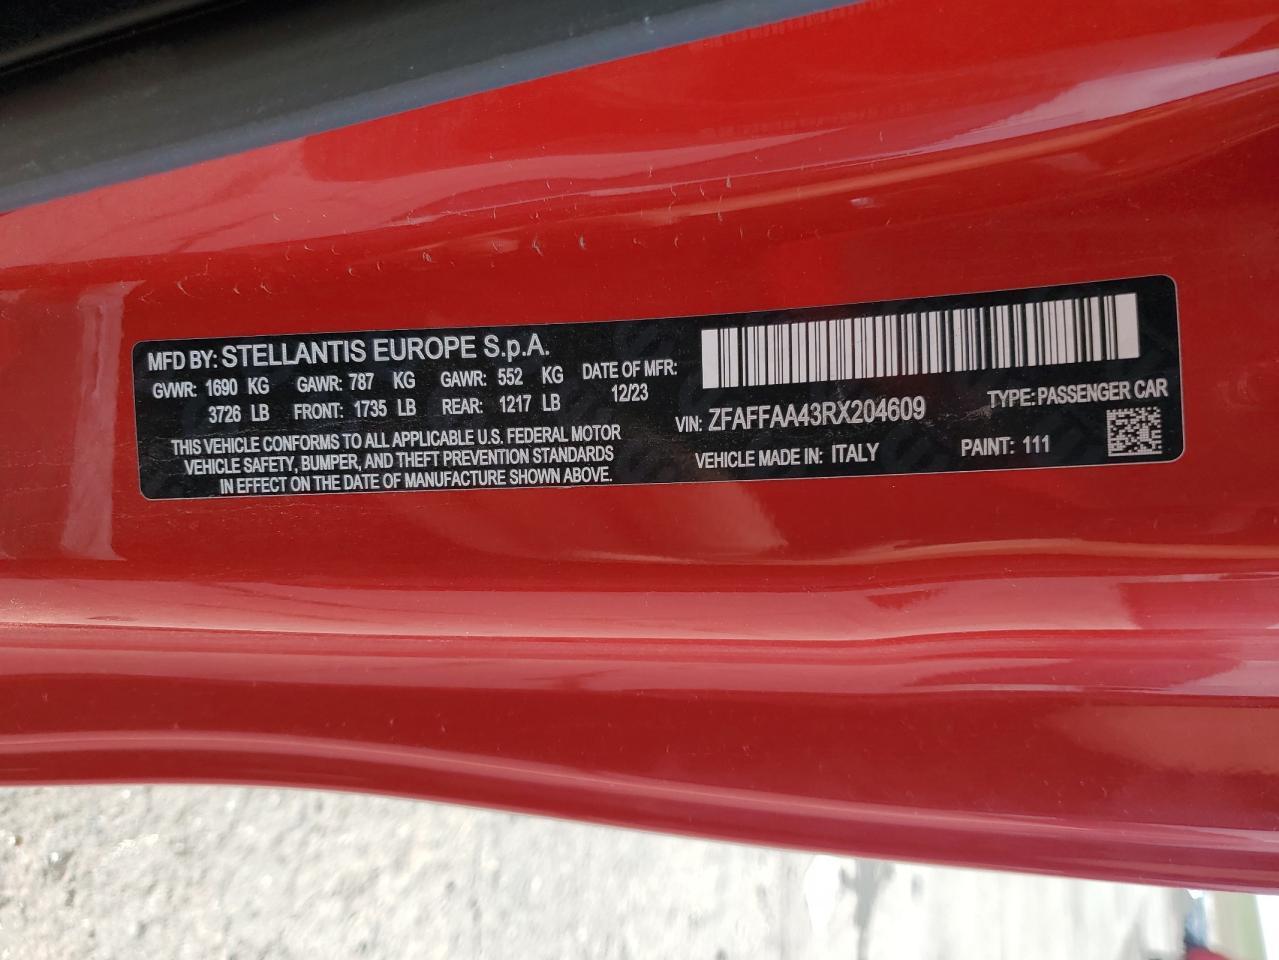 MFD BY: STELLANTIS EUROPE S.p.A.
GVWR: 1690 KG GAWR: 787 KG GAWR: 552 KG DATE OF MFR:
3726 LB FRONT: 1735 LB REAR: 1217 LB 12/23
THIS VEHICLE CONFORMS TO ALL APPLICABLE U.S. FEDERAL MOTOR
VEHICLE SAFETY, BUMPER, AND THEFT PREVENTION STANDARDS
IN EFFECT ON THE DATE OF MANUFACTURE SHOWN ABOVE.
VIN: ZFAFFAA43RX204609 TYPE: PASSENGER CAR
VEHICLE MADE IN: ITALY PAINT: 111